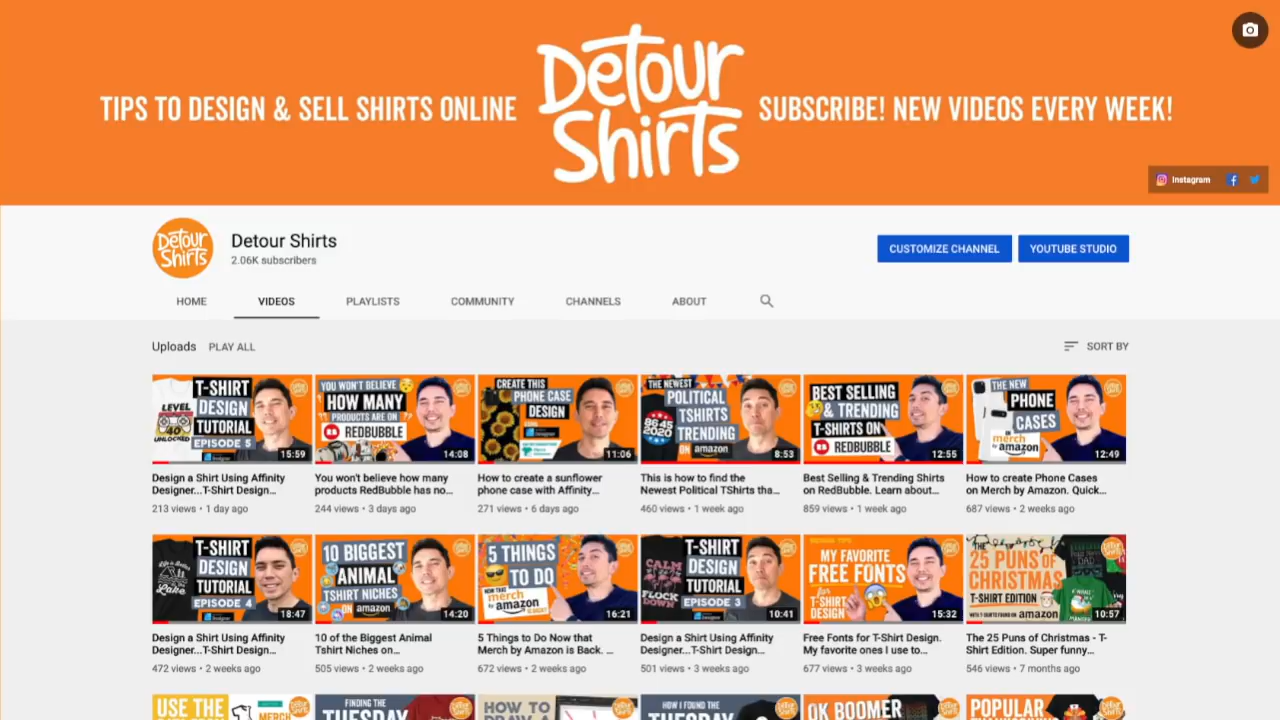 TIPS TO DESIGN & SELL SHIRTS ONLINE
Detour
Shirts
SUBSCRIBE! NEW VIDEOS EVERY WEEK!
Instagram
Detour
Shirts
Detour Shirts
2.06K subscribers
CUSTOMIZE CHANNEL
YOUTUBE STUDIO
HOME
VIDEOS
PLAYLISTS
COMMUNITY
CHANNELS
ABOUT
Uploads
PLAY ALL
SORT BY
LEVEL
40
UNLOCKED
T-SHIRT
DESIGN
TUTORIAL
EPISODE 5
15:59
YOU WON'T BELIEVE
HOW MANY
PRODUCTS ARE ON
REDBUBBLE
14:08
CREATE THIS
PHONE CASE
DESIGN
11:06
THE NEWEST
POLITICAL
TSHIRTS
TRENDING
ON amazon
8645
2020
8:53
BEST SELLING
& TRENDING
T-SHIRTS ON
REDBUBBLE
12:55
THE NEW
PHONE
CASES
merch
by amazon
12:49
Design a Shirt Using Affinity
Designer...T-Shirt Design...
213 views • 1 day ago
You won't believe how many
products RedBubble has no...
244 views • 3 days ago
How to create a sunflower
phone case with Affinity...
271 views • 6 days ago
This is how to find the
Newest Political TShirts tha...
460 views • 1 week ago
Best Selling & Trending Shirts
on RedBubble. Learn about...
859 views • 1 week ago
How to create Phone Cases
on Merch by Amazon. Quick...
687 views • 2 weeks ago
Lake
T-SHIRT
DESIGN
TUTORIAL
EPISODE 4
18:47
10 BIGGEST
ANIMAL
TSHIRT NICHES
ON amazon
14:20
5 THINGS
TO DO
NOW THAT
merch
by amazon
16:21
CALM
FLOCK
DOWN
T-SHIRT
DESIGN
TUTORIAL
EPISODE 3
10:41
MY FAVORITE
FREE FONTS
for
T-SHIRT
DESIGN
15:32
THE
25 PUNS OF
CHRISTMAS
T-SHIRT EDITION
10:57
Design a Shirt Using Affinity
Designer...T-Shirt Design...
472 views • 2 weeks ago
10 of the Biggest Animal
Tshirt Niches on...
505 views • 2 weeks ago
5 Things to Do Now that
Merch by Amazon is Back. ...
672 views • 2 weeks ago
Design a Shirt Using Affinity
Designer...T-Shirt Design...
501 views • 3 weeks ago
Free Fonts for T-Shirt Design.
My favorite ones I use to...
677 views • 3 weeks ago
The 25 Puns of Christmas - T-
Shirt Edition. Super funny...
546 views • 7 months ago
USE THE
MERCH
FINDING THE
TUESDAY
HOW TO
HOW I FOUND THE
TUESDAY
OK BOOMER
POPULAR